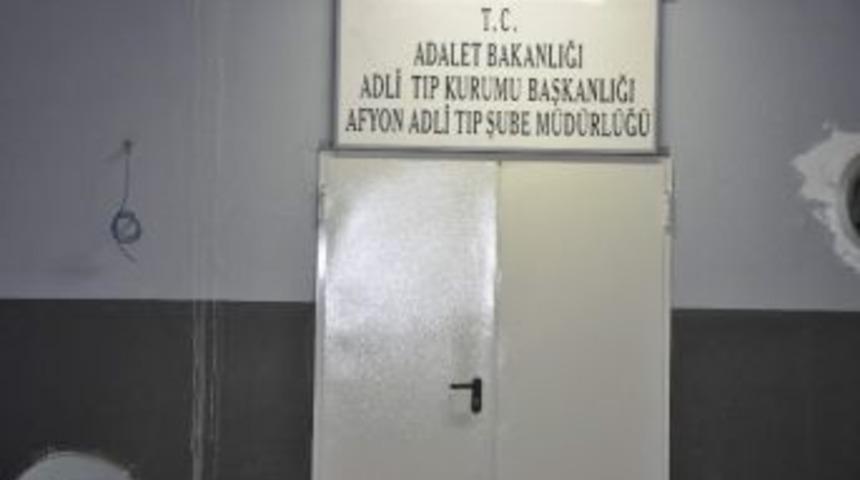 T.C.
ADALET BAKANLIĞI
ADLİ TIP KURUMU BAŞKANLIĞI
AFYON ADLİ TIP ŞUBE MÜDÜRLÜĞÜ